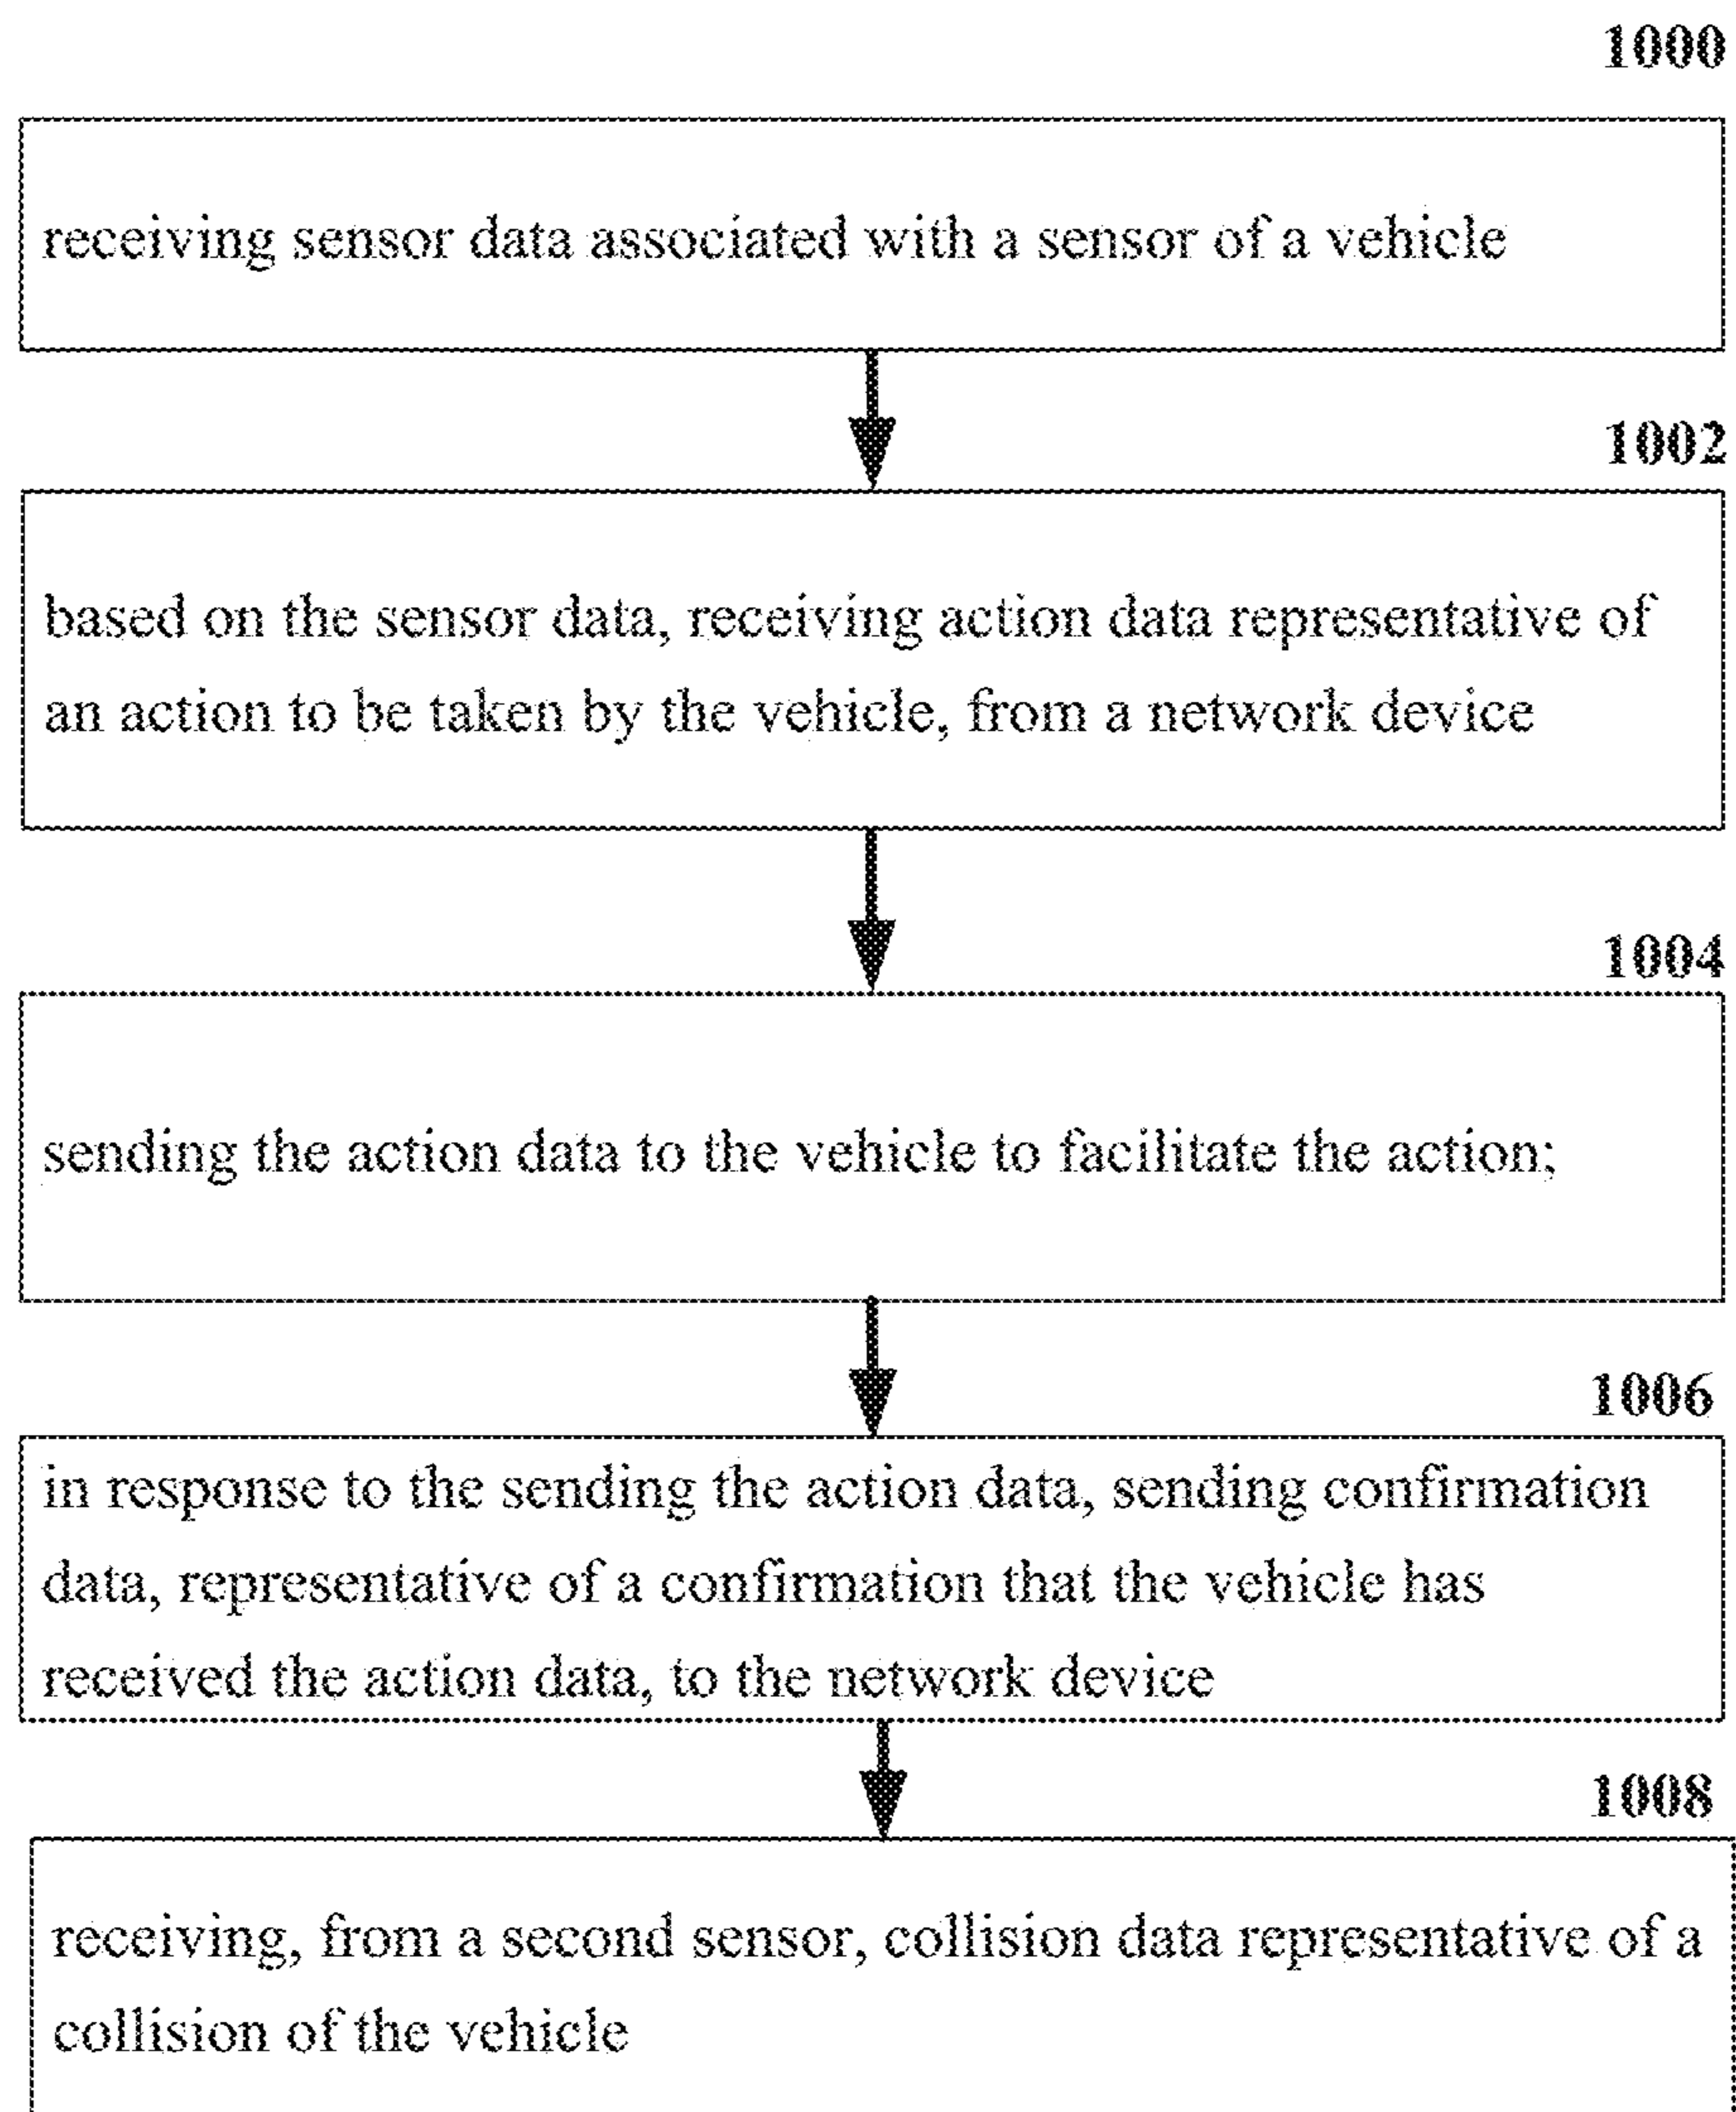 1000
receiving sensor data associated with a sensor of a vehicle
1002
based on the sensor data, receiving action data representative of
an action to be taken by the vehicle, from a network device
1004
sending the action data to the vehicle to facilitate the action;
1006
in response to the sending the action data, sending confirmation
data, representative of a confirmation that the vehicle has
received the action data, to the network device
1008
receiving, from a second sensor, collision data representative of a
collision of the vehicle